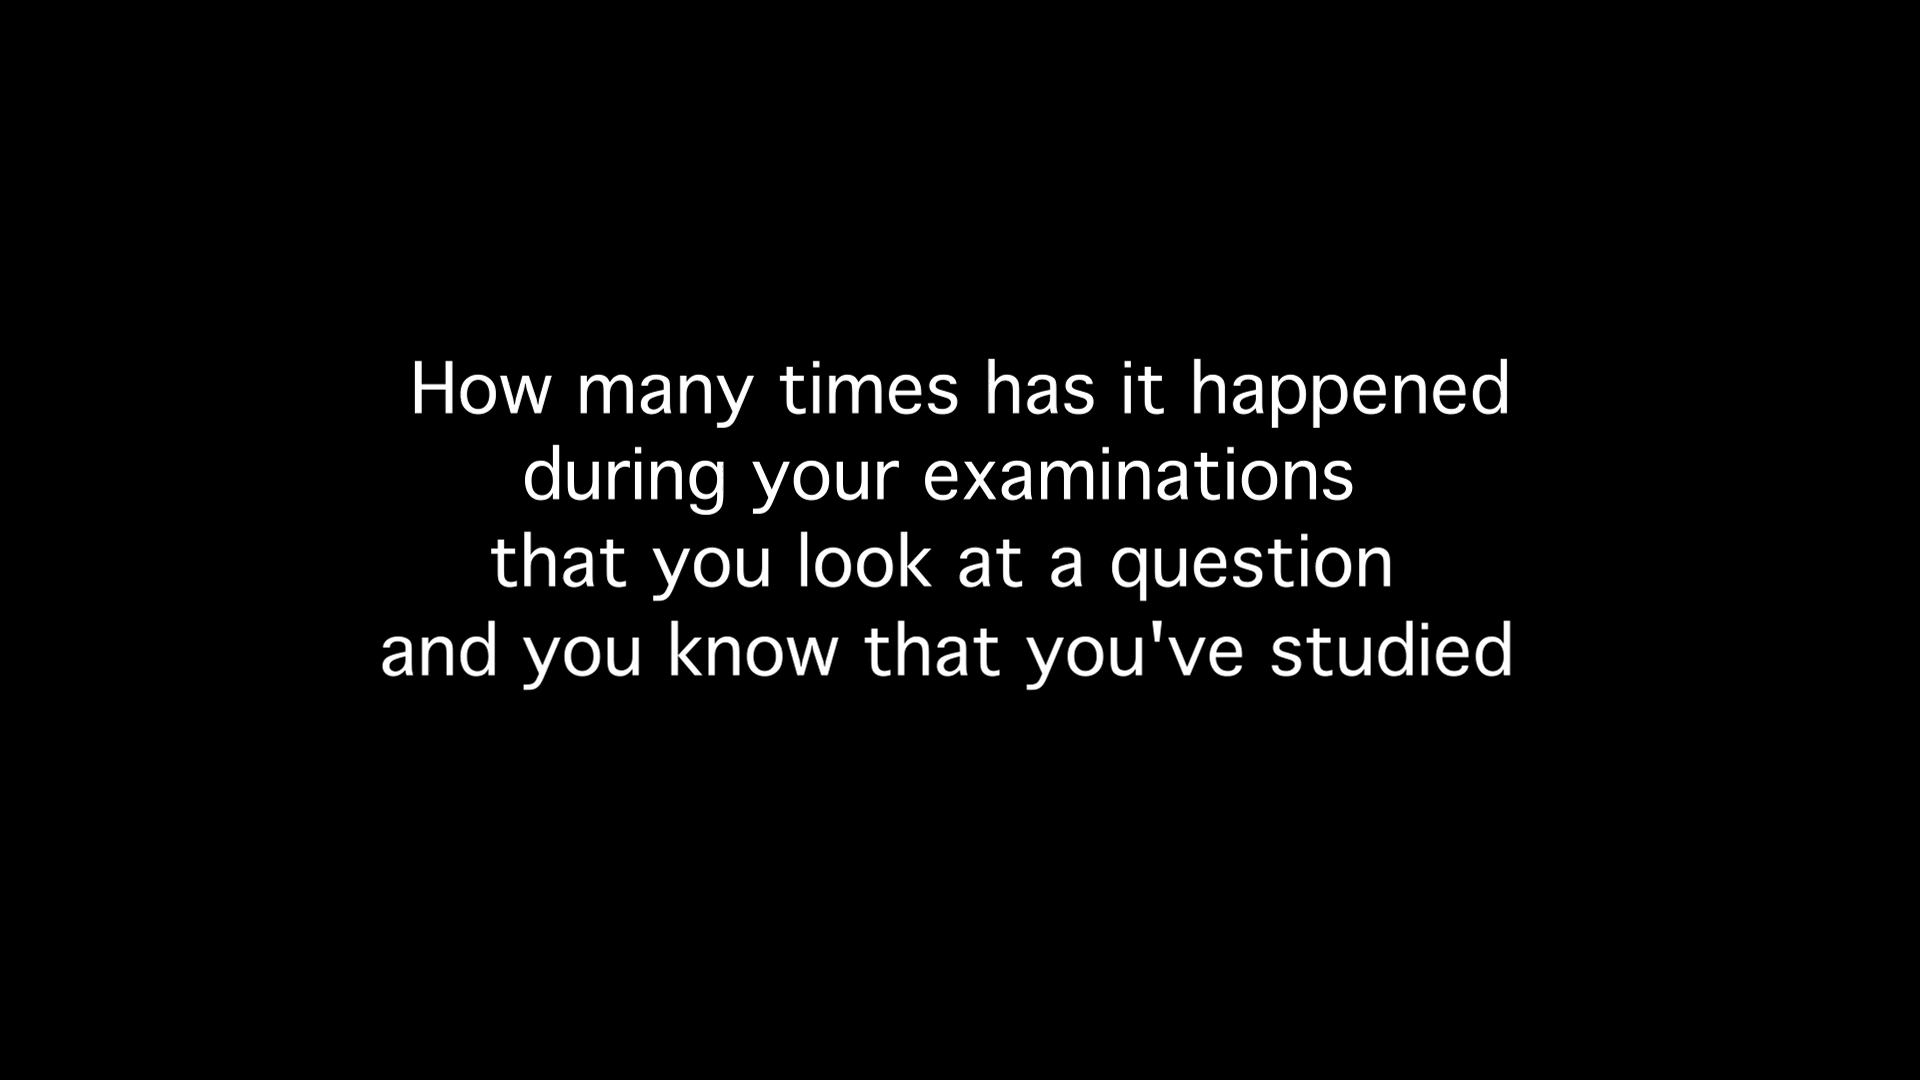 How many times has it happened
during your examinations
that you look at a question
and you know that you've studied